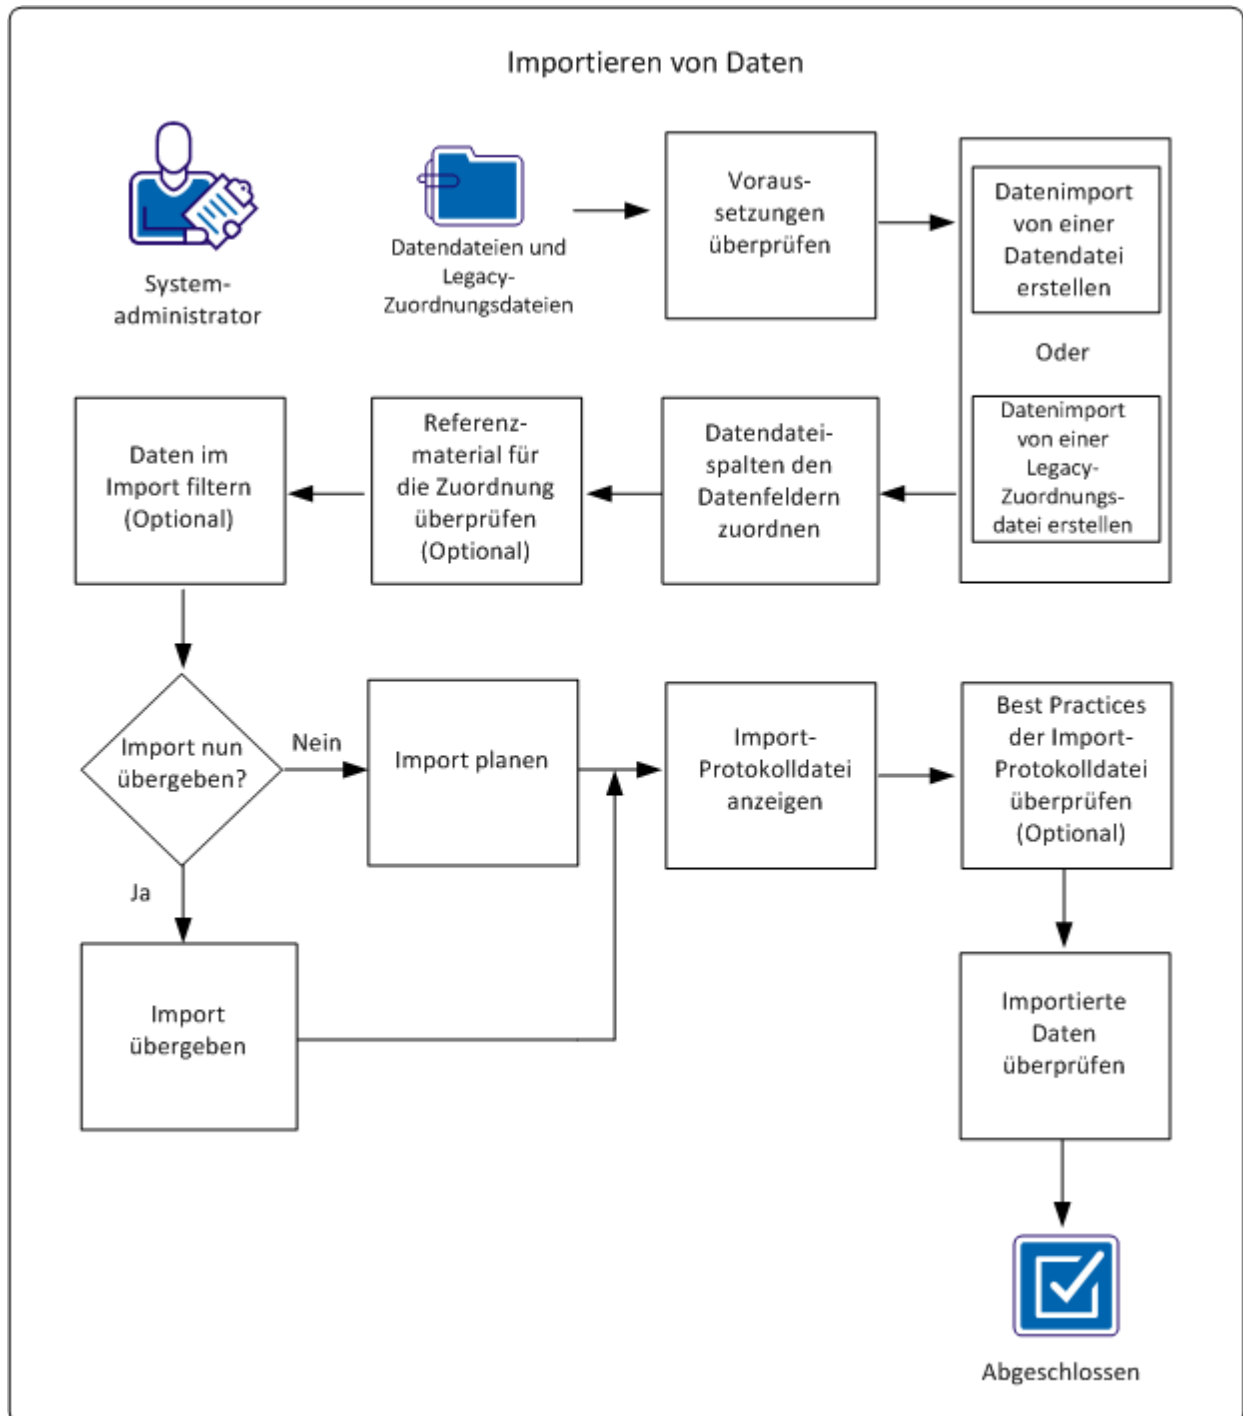 Importieren von Daten
System-
administrator
Datendateien und
Legacy-
Zuordnungsdateien
Voraus-
setzungen
überprüfen
Datenimport
von einer
Datendatei
erstellen
Oder
Datenimport
von einer
Legacy-
Zuordnungs-
datei erstellen
Datendatei-
spalten den
Datenfeldern
zuordnen
Referenz-
material für
die Zuordnung
überprüfen
(Optional)
Daten im
Import filtern
(Optional)
Import nun
übergeben?
Nein
Import planen
Import-
Protokolldatei
anzeigen
Best Practices
der Import-
Protokolldatei
überprüfen
(Optional)
Ja
Import
übergeben
Importierte
Daten
überprüfen
Abgeschlossen